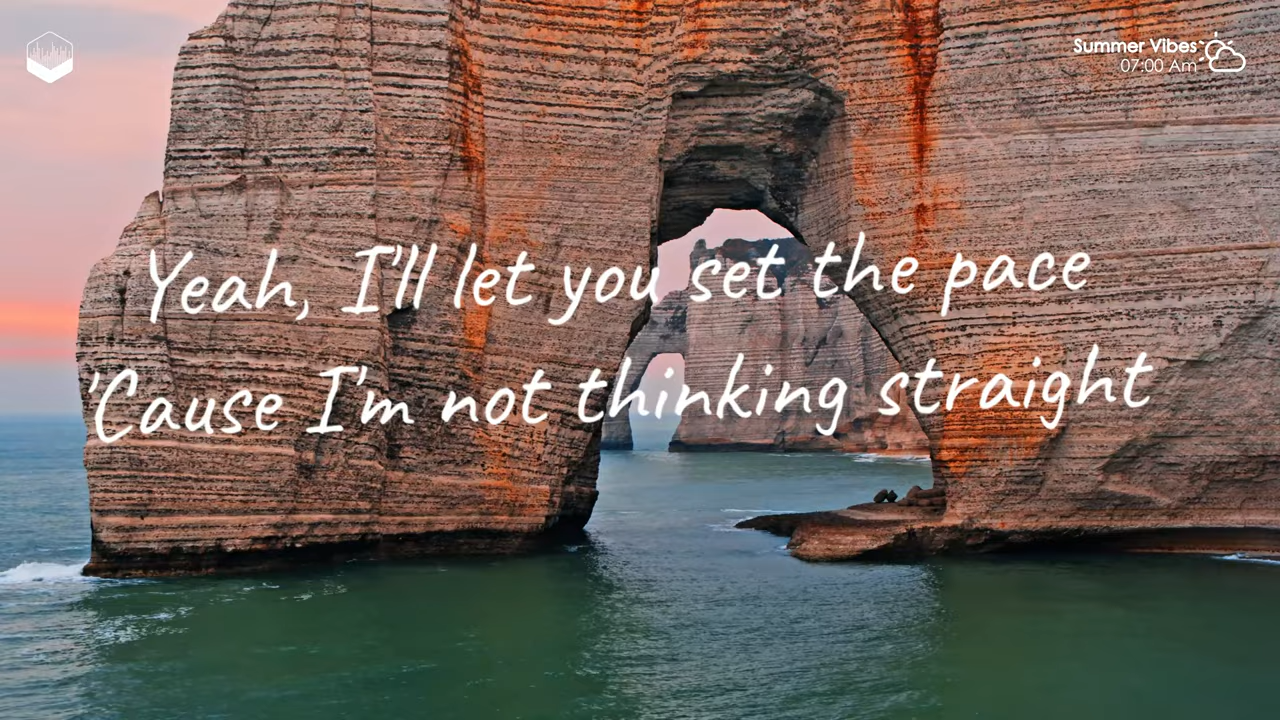 Summer Vibes
07:00 Am
Yeah, I'll let you set the pace
'Cause I'm not thinking straight